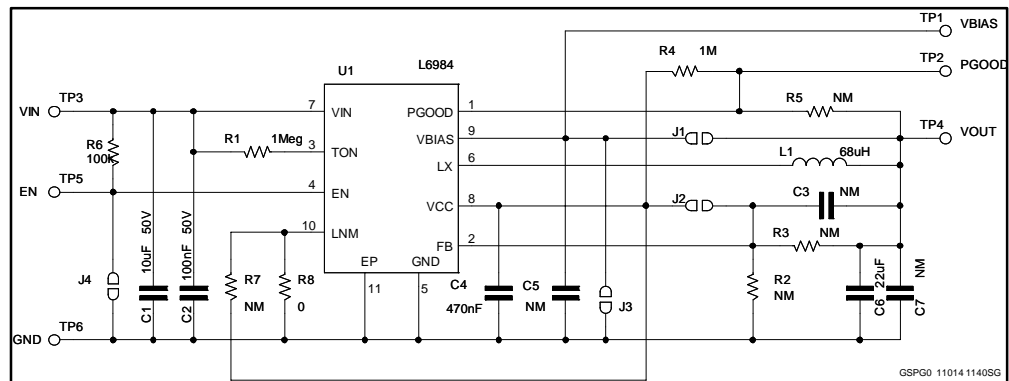 TP1
VBIAS
R4 1M
TP2
PGOOD
U1 L6984
TP3
VIN
7 VIN
PGOOD 1
R5 NM
R6
100k
R1 1Meg
3 TON
VBIAS 9
J1
TP4
VOUT
LX 6
L1 68uH
TP5
EN
4 EN
VCC 8
J2
C3 NM
10 LNM
FB 2
R3
NM
10uF 50V
100nF 50V
J4
C1
C2
R7
NM
R8
0
EP
11
GND
5
C4
470nF
C5
NM
J3
R2
NM
22uF
C6
NM
C7
TP6
GND
GSPG0 11014 1140SG